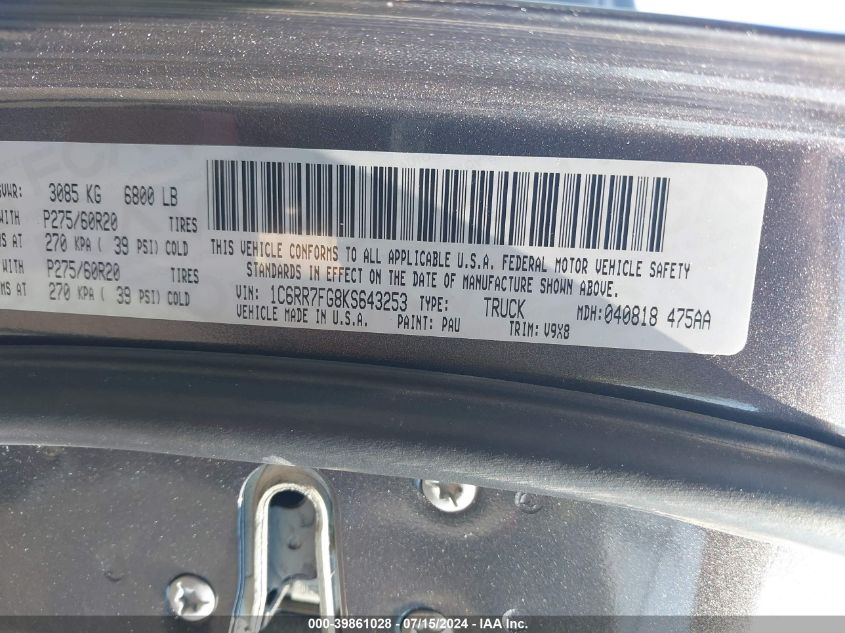 GVWR: 3085 KG 6800 LB
WITH P275/60R20 TIRES
MS AT 270 KPA ( 39 PSI) COLD
WITH P275/60R20 TIRES
MS AT 270 KPA ( 39 PSI) COLD
THIS VEHICLE CONFORMS TO ALL APPLICABLE U.S.A. FEDERAL MOTOR VEHICLE SAFETY
STANDARDS IN EFFECT ON THE DATE OF MANUFACTURE SHOWN ABOVE.
VIN: 1C6RR7FG8KS643253 TYPE: TRUCK MDH: 040818 475AA
VEHICLE MADE IN U.S.A. PAINT: PAU TRIM: V9X8
000-39861028 - 07/15/2024 - IAA Inc.